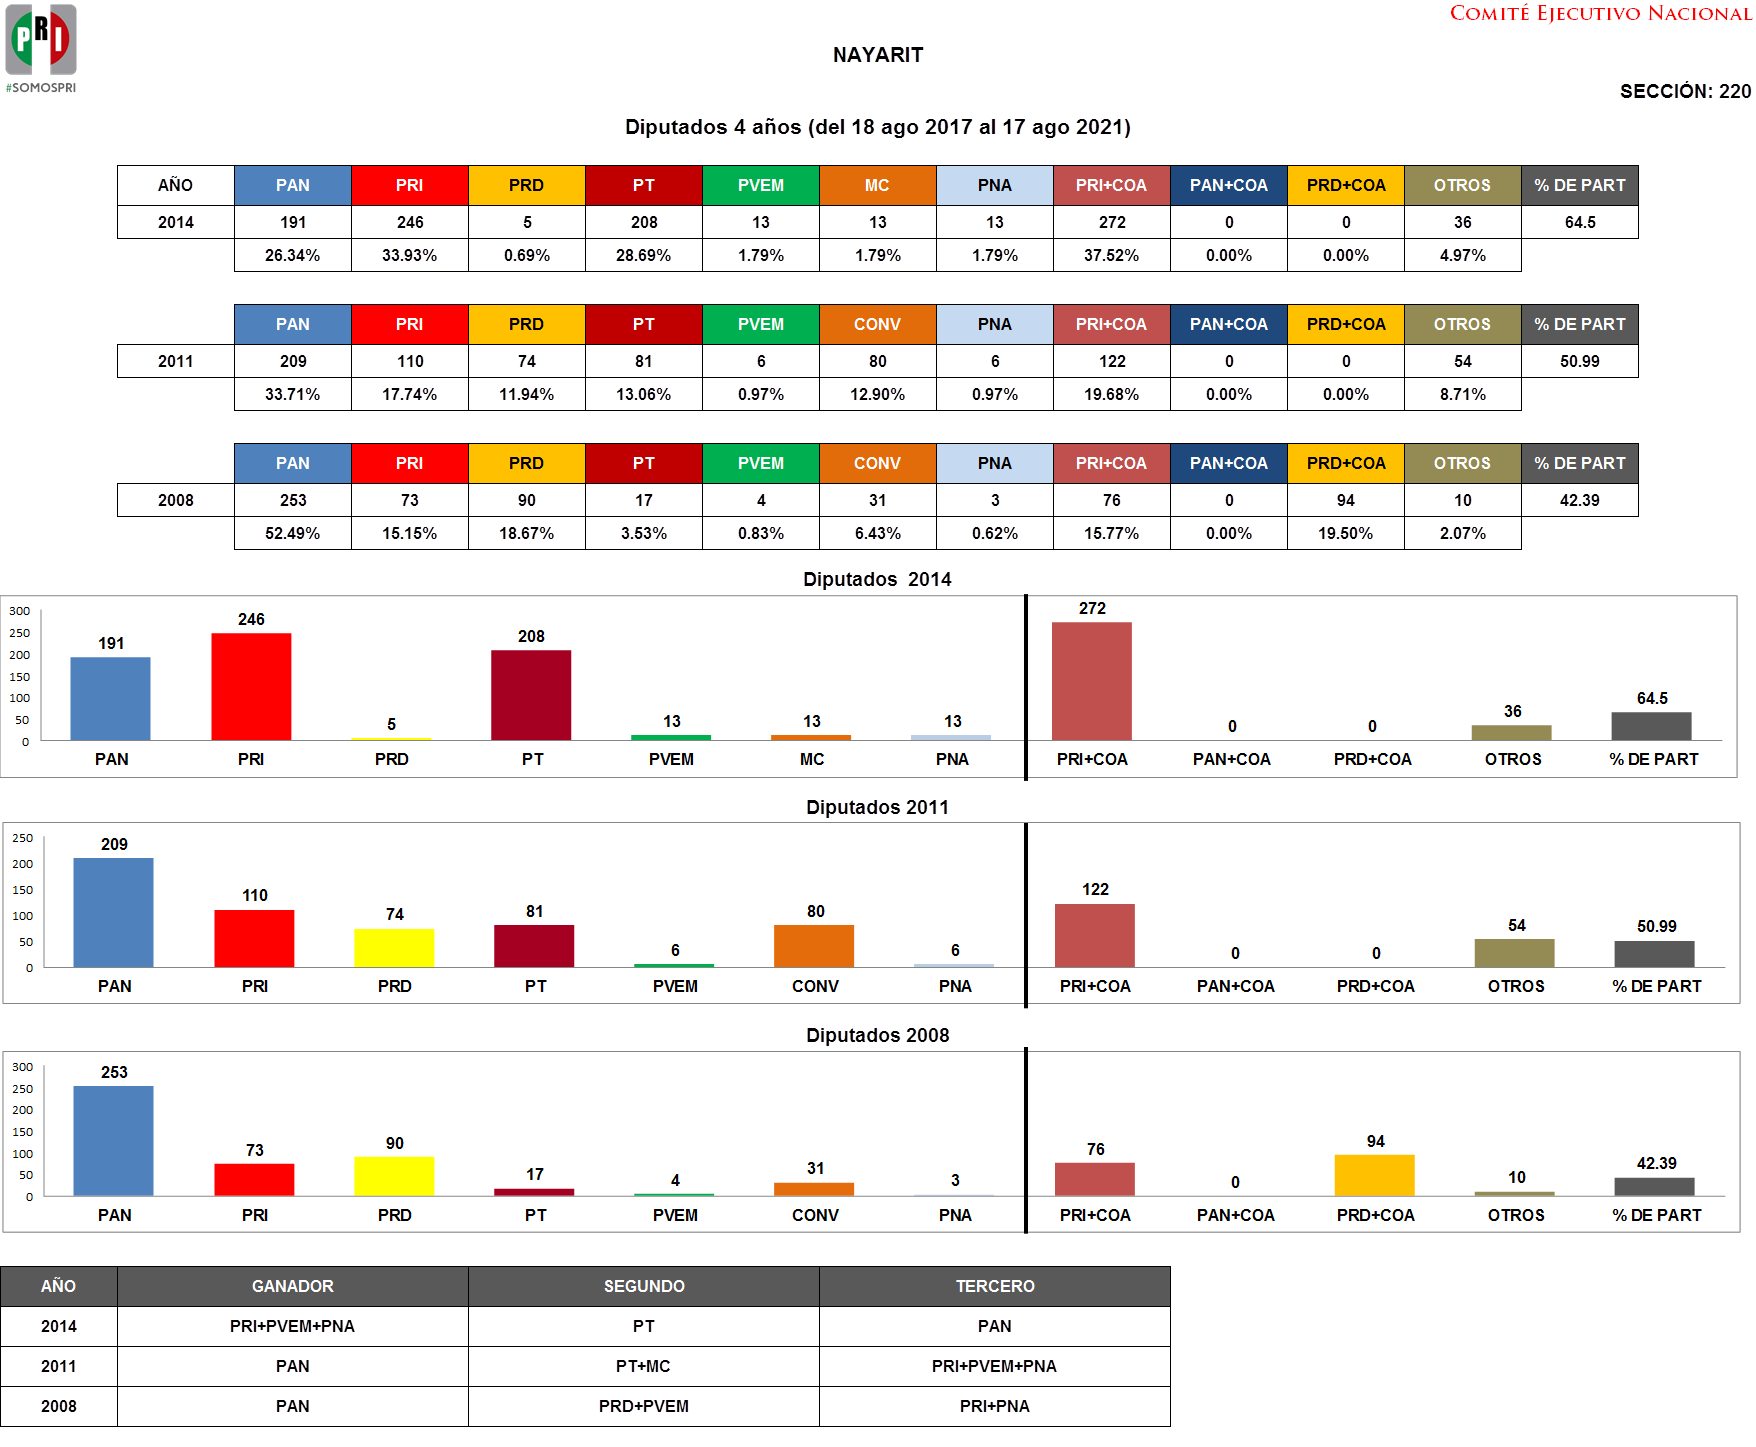 PRI
#SOMOSPRI
COMITÉ EJECUTIVO NACIONAL
NAYARIT
SECCIÓN: 220
Diputados 4 años (del 18 ago 2017 al 17 ago 2021)
AÑO PAN PRI PRD PT PVEM MC PNA PRI+COA PAN+COA PRD+COA OTROS % DE PART
2014 191 246 5 208 13 13 13 272 0 0 36 64.5
26.34% 33.93% 0.69% 28.69% 1.79% 1.79% 1.79% 37.52% 0.00% 0.00% 4.97%
PAN PRI PRD PT PVEM CONV PNA PRI+COA PAN+COA PRD+COA OTROS % DE PART
2011 209 110 74 81 6 80 6 122 0 0 54 50.99
33.71% 17.74% 11.94% 13.06% 0.97% 12.90% 0.97% 19.68% 0.00% 0.00% 8.71%
PAN PRI PRD PT PVEM CONV PNA PRI+COA PAN+COA PRD+COA OTROS % DE PART
2008 253 73 90 17 4 31 3 76 0 94 10 42.39
52.49% 15.15% 18.67% 3.53% 0.83% 6.43% 0.62% 15.77% 0.00% 19.50% 2.07%
Diputados 2014
300
250
200
150
100
50
0
191 246 5 208 13 13 13 272 0 0 36 64.5
PAN PRI PRD PT PVEM MC PNA PRI+COA PAN+COA PRD+COA OTROS % DE PART
Diputados 2011
250
200
150
100
50
0
209 110 74 81 6 80 6 122 0 0 54 50.99
PAN PRI PRD PT PVEM CONV PNA PRI+COA PAN+COA PRD+COA OTROS % DE PART
Diputados 2008
300
250
200
150
100
50
0
253 73 90 17 4 31 3 76 0 94 10 42.39
PAN PRI PRD PT PVEM CONV PNA PRI+COA PAN+COA PRD+COA OTROS % DE PART
AÑO GANADOR SEGUNDO TERCERO
2014 PRI+PVEM+PNA PT PAN
2011 PAN PT+MC PRI+PVEM+PNA
2008 PAN PRD+PVEM PRI+PNA